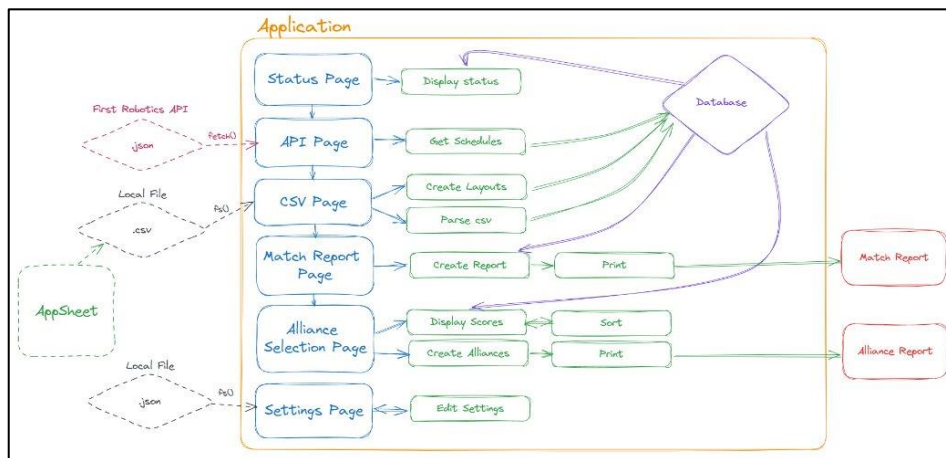 Application
Status Page
Display status
Database
First Robotics API
.json
fetch()
API Page
Get Schedules
Local File
.csv
fs()
CSV Page
Create Layouts
Parse csv
AppSheet
Match Report
Page
Create Report
Print
Match Report
Alliance
Selection Page
Display Scores
Sort
Create Alliances
Print
Alliance Report
Local File
.json
fs()
Settings Page
Edit Settings